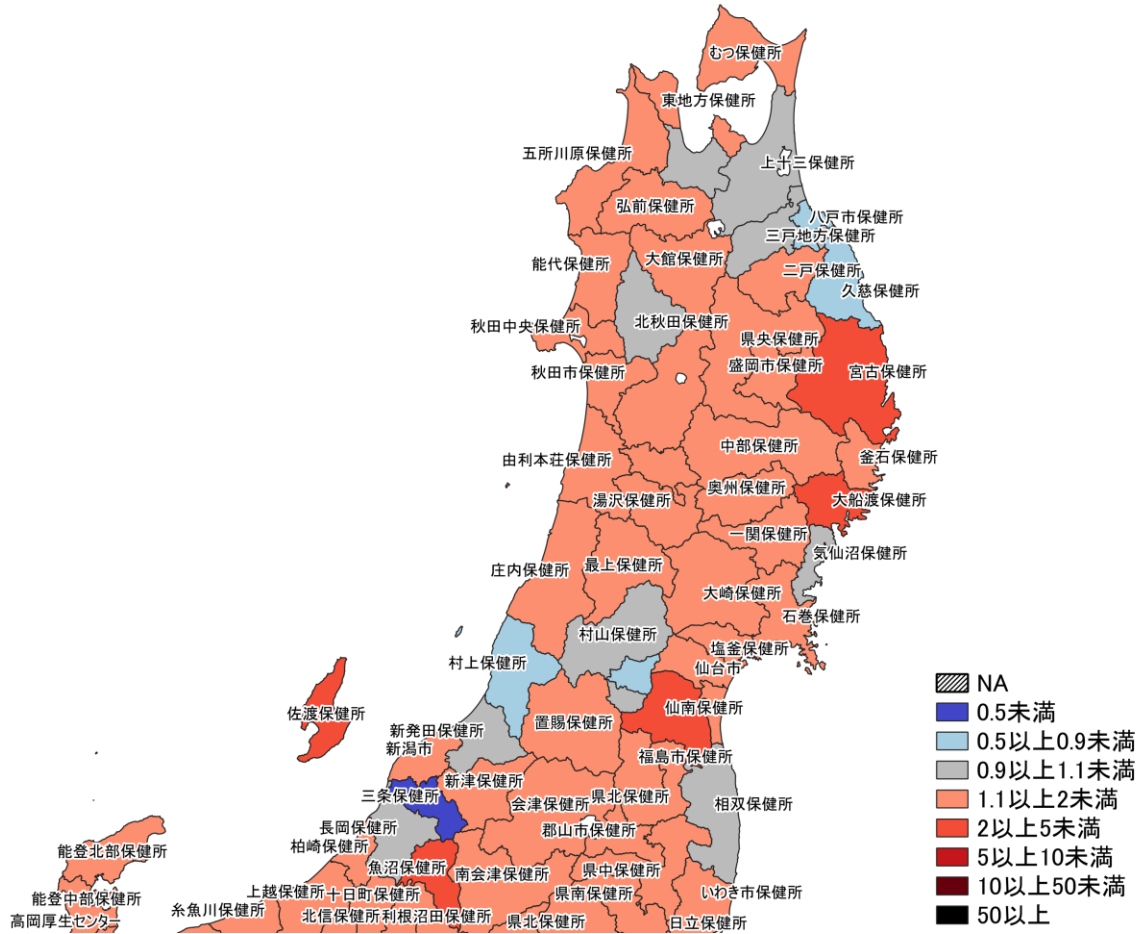 むつ保健所
東地方保健所
五所川原保健所
上十三保健所
弘前保健所
八戸市保健所
三戸地方保健所
大館保健所
能代保健所
二戸保健所
久慈保健所
北秋田保健所
秋田中央保健所
県央保健所
盛岡市保健所
宮古保健所
秋田市保健所
中部保健所
釜石保健所
由利本荘保健所
奥州保健所
湯沢保健所
大船渡保健所
一関保健所
気仙沼保健所
最上保健所
庄内保健所
大崎保健所
石巻保健所
村山保健所
塩釜保健所
村上保健所
仙台市
仙南保健所
佐渡保健所
置賜保健所
新発田保健所
新潟市
福島市保健所
新津保健所
三条保健所
会津保健所
県北保健所
相双保健所
長岡保健所
郡山市保健所
柏崎保健所
能登北部保健所
魚沼保健所
南会津保健所
県中保健所
上越保健所
十日町保健所
県南保健所
いわき市保健所
能登中部保健所
糸魚川保健所
北信保健所
利根沼田保健所
県北保健所
日立保健所
高岡厚生センター
NA
0.5未満
0.5以上0.9未満
0.9以上1.1未満
1.1以上2未満
2以上5未満
5以上10未満
10以上50未満
50以上